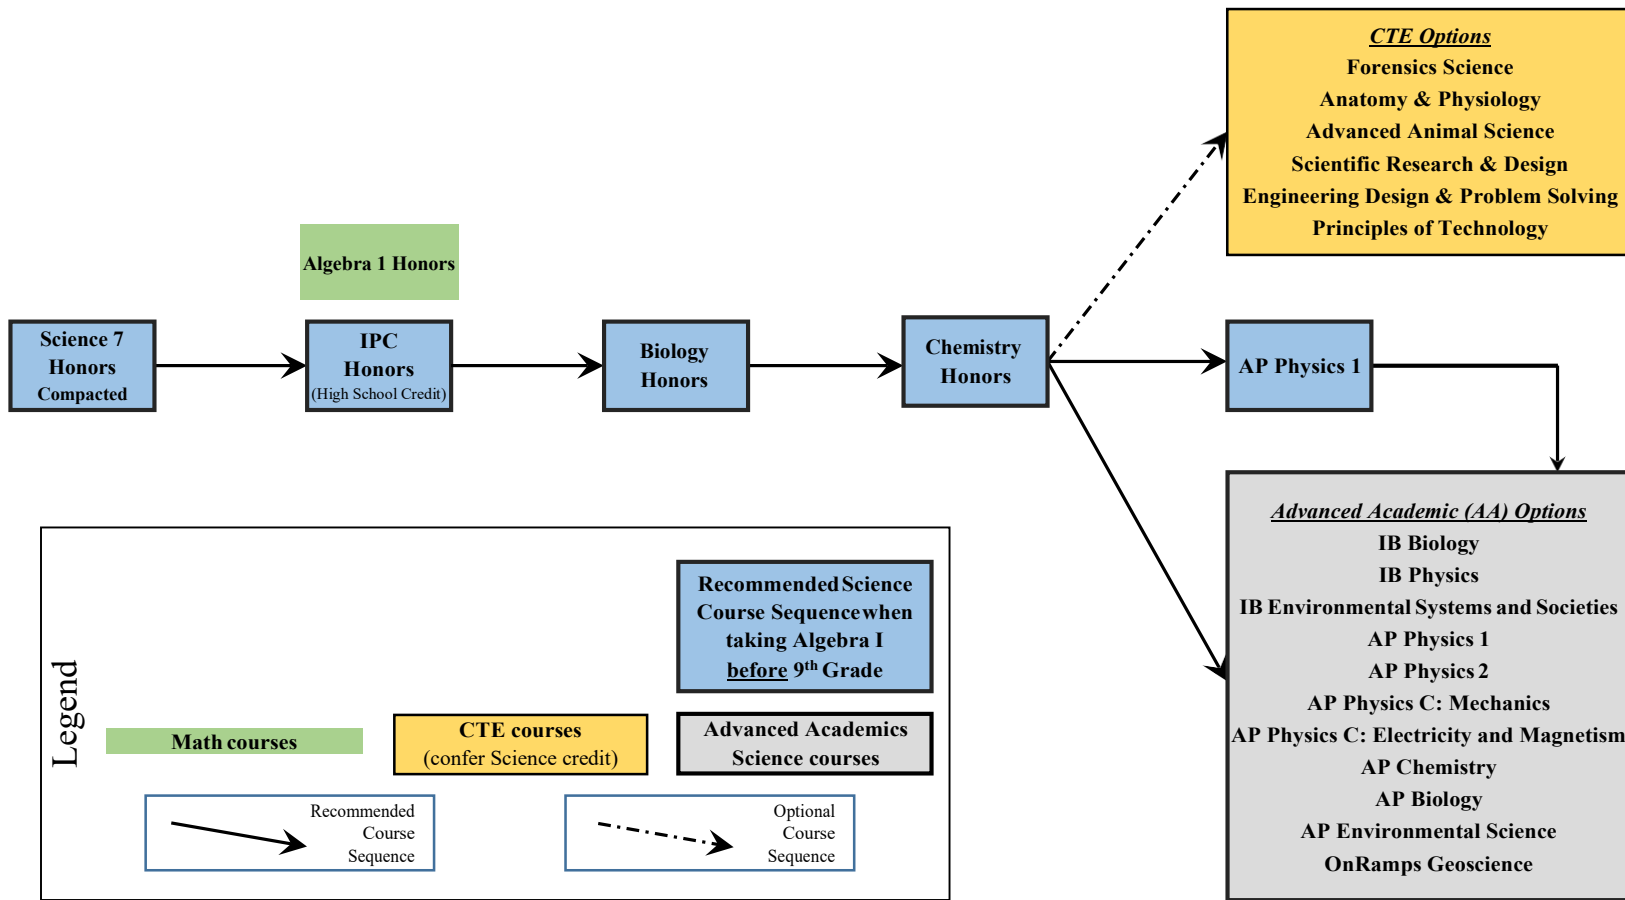 CTE Options
Forensics Science
Anatomy & Physiology
Advanced Animal Science
Scientific Research & Design
Engineering Design & Problem Solving
Principles of Technology
Algebra 1 Honors
Science 7
Honors
Compacted
IPC
Honors
(High School Credit)
Biology
Honors
Chemistry
Honors
AP Physics 1
Advanced Academic (AA) Options
IB Biology
IB Physics
IB Environmental Systems and Societies
AP Physics 1
AP Physics 2
AP Physics C: Mechanics
AP Physics C: Electricity and Magnetism
AP Chemistry
AP Biology
AP Environmental Science
OnRamps Geoscience
Legend
Recommended Science
Course Sequence when
taking Algebra I
before 9th Grade
Math courses
CTE courses
(confer Science credit)
Advanced Academics
Science courses
Recommended
Course
Sequence
Optional
Course
Sequence